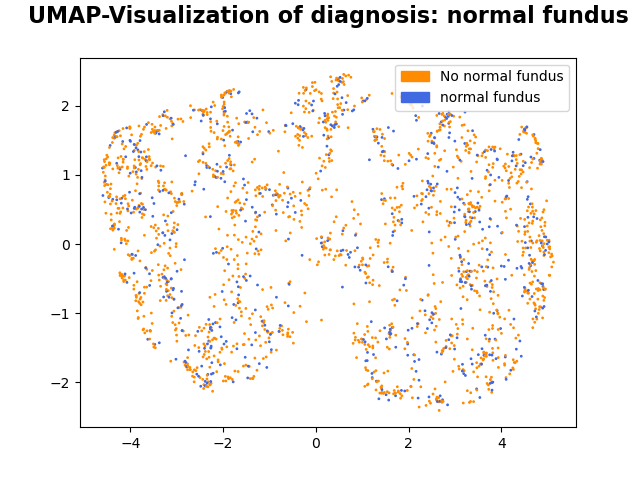 UMAP-Visualization of diagnosis: normal fundus
No normal fundus
normal fundus
2
1
0
−1
−2
−4 −2 0 2 4